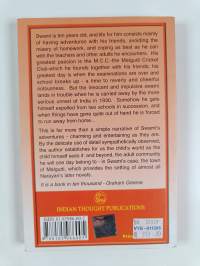 Swami is ten years old, and life for him consists mainly
of having adventures with his friends, avoiding the
misery of homework, and coping as best as he can
with the teachers and other adults he encounters. His
greatest passion is the M.C.C.-the Malgudi Cricket
Club-which he founds together with his friends; his
greatest day is when the examinations are over and
school breaks up - a time to revelry and cheerful
riotousness. But the innocent and impulsive Swami
lands in trouble when he is carried away by the more
serious unrest of India in 1930. Somehow he gets
himself expelled from two schools in succession, and
when things have gone quite out of hand he is forced
to run away from home...
This is far more than a simple narrative of Swami's
adventures - charming and entertaining as they are.
By the delicate use of detail sympathetically observed,
the author establishes for us the child's world as the
child himself sees it: and beyond, the adult community
he will one day belong to - in Swami's case, the town
of Malgudi, which provides the setting of almost all
Narayan's later novels.
It is a book in ten thousand - Graham Greene
INDIAN THOUGHT PUBLICATIONS